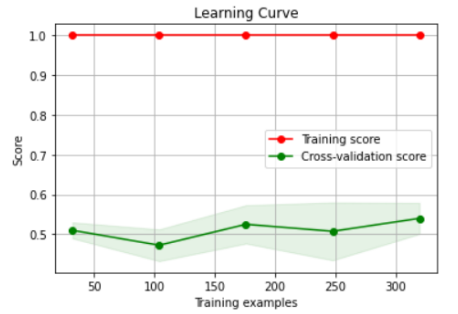 Learning Curve
1.0
0.9
0.8
0.7
0.6
0.5
Score
Training score
Cross-validation score
50
100
150
200
250
300
Training examples